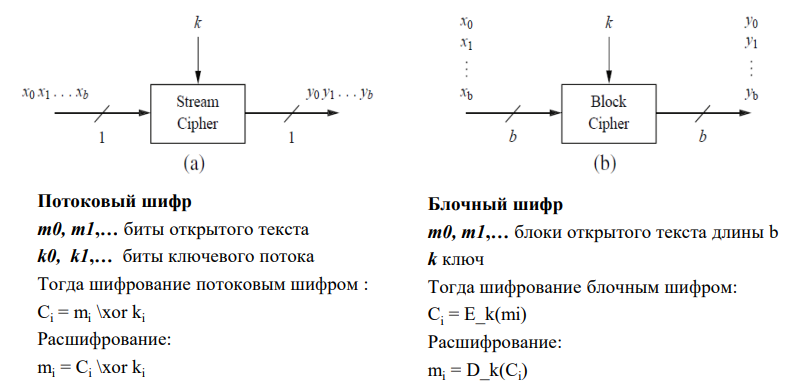 k
x0 x1 . . . xb
Stream
Cipher
y0 y1 . . . yb
1
1
(a)
Потоковый шифр
m0, m1,… биты открытого текста
k0, k1,… биты ключевого потока
Тогда шифрование потоковым шифром :
Ci = mi \xor ki
Расшифрование:
mi = Ci \xor ki
x0
x1
⋮
xb
k
Block
Cipher
y0
y1
⋮
yb
b
b
(b)
Блочный шифр
m0, m1,… блоки открытого текста длины b
k ключ
Тогда шифрование блочным шифром:
Ci = E_k(mi)
Расшифрование:
mi = D_k(Ci)